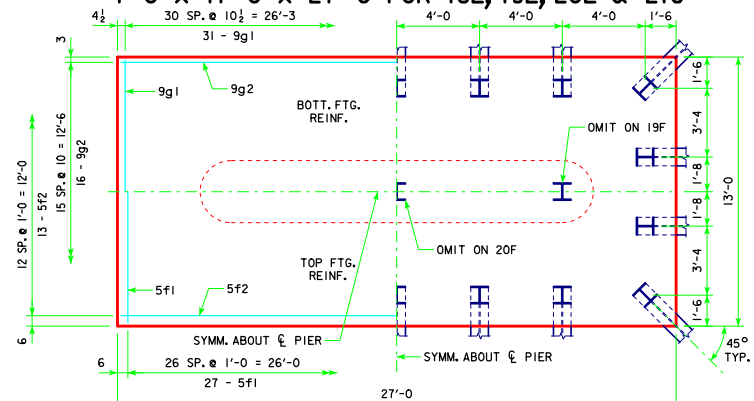 4½
30 SP. @ 10½ = 26'-3
31 - 9g1
4'-0
4'-0
4'-0
1'-6
3
9g1
9g2
BOTT. FTG.
REINF.
1'-6
3'-4
OMIT ON 19F
12 SP. @ 1'-0 = 12'-0
13 - 5f2
15 SP. @ 10 = 12'-6
16 - 9g2
1'-8
1'-8
13'-0
OMIT ON 20F
TOP FTG.
REINF.
3'-4
5f1
5f2
1'-6
6
SYMM. ABOUT ℄ PIER
45°
TYP.
6
26 SP. @ 1'-0 = 26'-0
27 - 5f1
SYMM. ABOUT ℄ PIER
27'-0